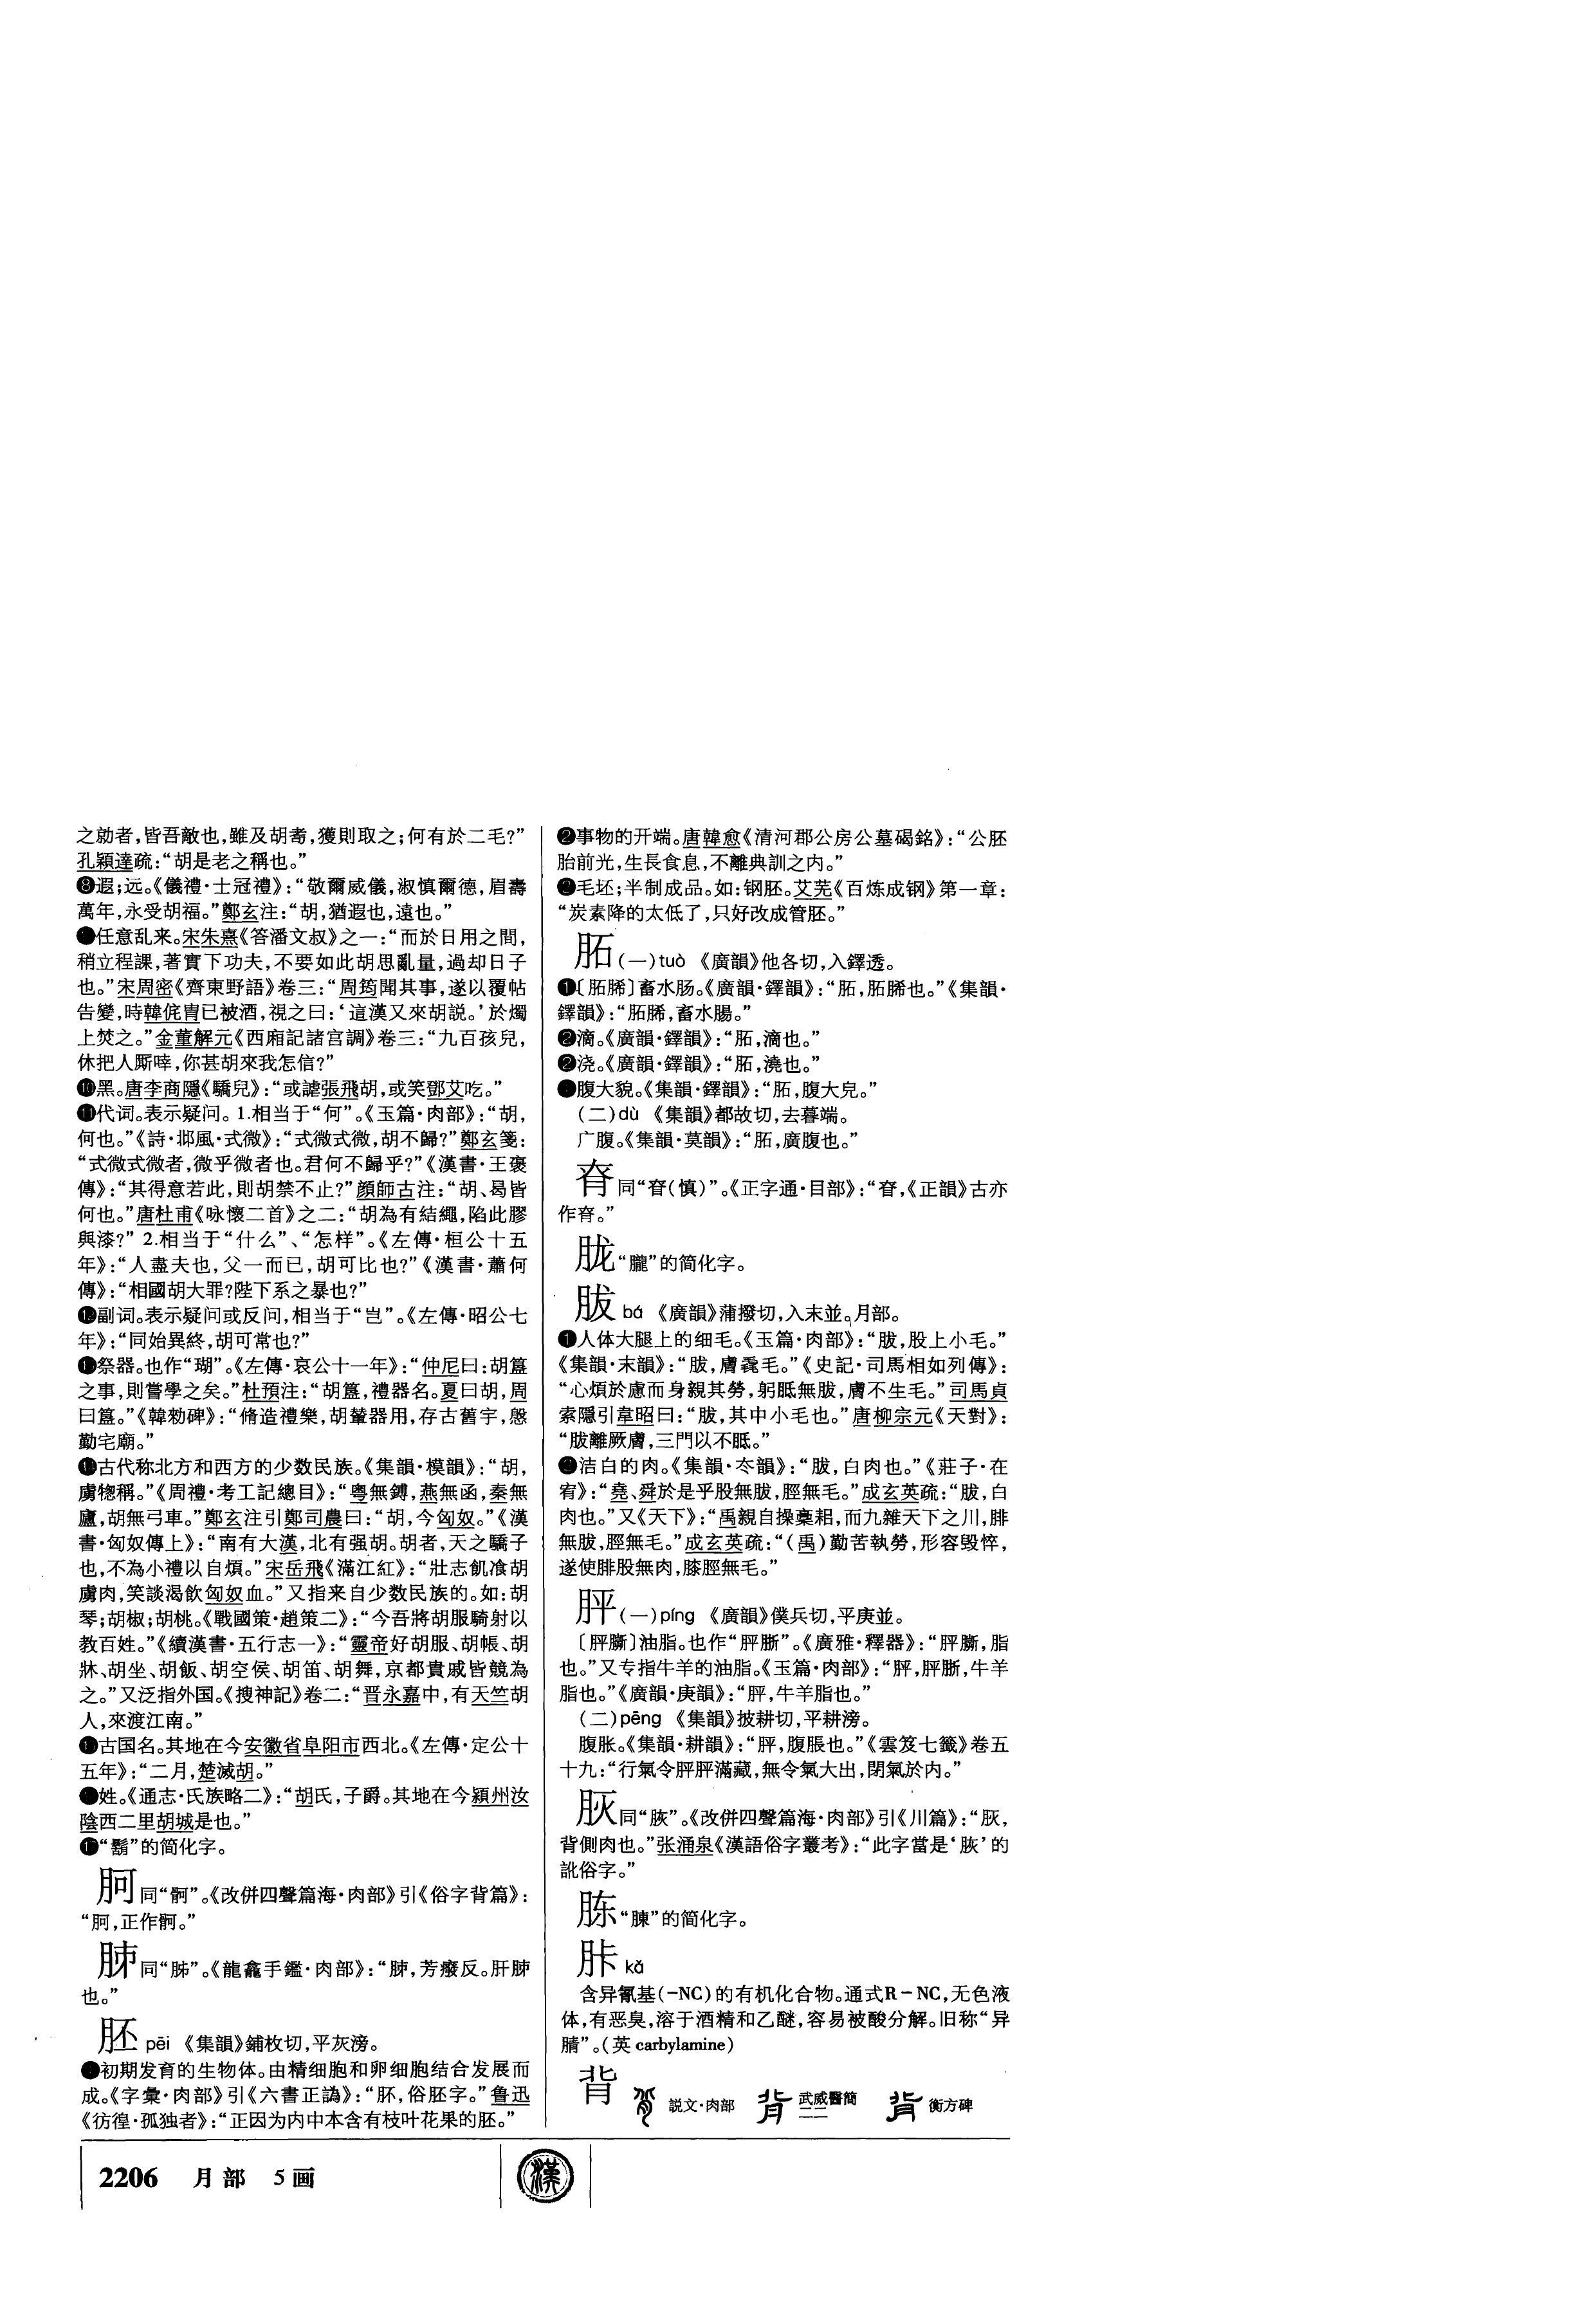 之勍者,皆吾敵也,雖及胡耇,獲則取之;何有於二毛?”
孔穎達疏:“胡是老之稱也。”
❽遐;远。《儀禮·士冠禮》:“敬爾威儀,淑慎爾德,眉壽
萬年,永受胡福。”鄭玄注:“胡,猶遐也,遠也。”
任意乱来。宋朱熹《答潘文叔》之一:“而於日用之間,
稍立程課,著實下功夫,不要如此胡思亂量,過却日子
也。”宋周密《齊東野語》卷三:“周筠聞其事,遂以覆帖
告變,時韓侂胄已被酒,視之曰:‘這漢又來胡説。’於燭
上焚之。”金董解元《西廂記諸宫調》卷三:“九百孩兒,
休把人厮啈,你甚胡來我怎信?”
❿黑。唐李商隱《驕兒》:“或謔張飛胡,或笑鄧艾吃。”
⓫代词。表示疑问。1.相当于“何”。《玉篇·肉部》:“胡,
何也。”《詩·邶風·式微》:“式微式微,胡不歸?”鄭玄箋:
“式微式微者,微乎微者也。君何不歸乎?”《漢書·王褒
傳》:“其得意若此,則胡禁不止?”顔師古注:“胡、曷皆
何也。”唐杜甫《咏懷二首》之二:“胡為有結繩,陷此膠
與漆?” 2.相当于“什么”、“怎样”。《左傳·桓公十五
年》:“人盡夫也,父一而已,胡可比也?”《漢書·蕭何
傳》:“相國胡大罪?陛下系之暴也?”
⓬副词。表示疑问或反问,相当于“岂”。《左傳·昭公七
年》:“同始異終,胡可常也?”
祭器。也作“瑚”。《左傳·哀公十一年》:“仲尼曰:胡簋
之事,則嘗學之矣。”杜預注:“胡簋,禮器名。夏曰胡,周
曰簋。”《韓勑碑》:“脩造禮樂,胡輦器用,存古舊宇,慇
勤宅廟。”
古代称北方和西方的少数民族。《集韻·模韻》:“胡,
虜惚稱。”《周禮·考工記總目》:“粤無鎛,燕無函,秦無
廬,胡無弓車。”鄭玄注引鄭司農曰:“胡,今匈奴。”《漢
書·匈奴傳上》:“南有大漢,北有强胡。胡者,天之驕子
也,不為小禮以自煩。”宋岳飛《滿江紅》:“壯志飢飡胡
虜肉,笑談渴飲匈奴血。”又指来自少数民族的。如:胡
琴;胡椒;胡桃。《戰國策·趙策二》:“今吾將胡服騎射以
教百姓。”《續漢書·五行志一》:“靈帝好胡服、胡帳、胡
牀、胡坐、胡飯、胡空侯、胡笛、胡舞,京都貴戚皆競為
之。”又泛指外国。《搜神記》卷二:“晋永嘉中,有天竺胡
人,來渡江南。”
古国名。其地在今安徽省阜阳市西北。《左傳·定公十
五年》:“二月,楚滅胡。”
姓。《通志·氏族略二》:“胡氏,子爵。其地在今潁州汝
陰西二里胡城是也。”
“鬍”的简化字。
胢同“䯊”。《改併四聲篇海·肉部》引《俗字背篇》:
“胢,正作䯊。”
胇同“肺”。《龍龕手鑑·肉部》:“胇,芳癈反。肝胇
也。”
胚 pēi 《集韻》鋪枚切,平灰滂。
初期发育的生物体。由精细胞和卵细胞结合发展而
成。《字彙·肉部》引《六書正譌》:“肧,俗胚字。”鲁迅
《彷徨·孤独者》:“正因为内中本含有枝叶花果的胚。”
❷事物的开端。唐韓愈《清河郡公房公墓碣銘》:“公胚
胎前光,生長食息,不離典訓之内。”
毛坯;半制成品。如:钢胚。艾芜《百炼成钢》第一章:
“炭素降的太低了,只好改成管胚。”
𦙱(一)tuò 《廣韻》他各切,入鐸透。
❶〔胉脪〕畜水肠。《廣韻·鐸韻》:“胉,胉脪也。”《集韻·
鐸韻》:“胉脪,畜水腸。”
❷滴。《廣韻·鐸韻》:“胉,滴也。”
❷浇。《廣韻·鐸韻》:“胉,澆也。”
腹大貌。《集韻·鐸韻》:“胉,腹大皃。”
(二)dù 《集韻》都故切,去暮端。
广腹。《集韻·莫韻》:“胉,廣腹也。”
同“眘(慎)”。《正字通·目部》:“眘,《正韻》古亦
作㕣。”
胧“朧”的简化字。
胈 bá 《廣韻》蒲撥切,入末並。月部。
❶人体大腿上的细毛。《玉篇·肉部》:“胈,股上小毛。”
《集韻·末韻》:“胈,膚毳毛。”《史記·司馬相如列傳》:
“心煩於慮而身親其勞,躬胝無胈,膚不生毛。”司馬貞
索隱引韋昭曰:“胈,其中小毛也。”唐柳宗元《天對》:
“胈離厥膚,三門以不眂。”
❷洁白的肉。《集韻·夳韻》:“胈,白肉也。”《莊子·在
宥》:“堯、舜於是乎股無胈,脛無毛。”成玄英疏:“胈,白
肉也。”又《天下》:“禹親自操橐耜,而九雜天下之川,腓
無胈,脛無毛。”成玄英疏:“(禹)勤苦執勞,形容毁悴,
遂使腓股無肉,膝脛無毛。”
胓(一)píng 《廣韻》僕兵切,平庚並。
〔胓䐑〕油脂。也作“胓𦝢”。《廣雅·釋器》:“胓䐑,脂
也。”又专指牛羊的油脂。《玉篇·肉部》:“胓,胓𦝢,牛羊
脂也。”《廣韻·庚韻》:“胓,牛羊脂也。”
(二)pēng 《集韻》披耕切,平耕滂。
腹胀。《集韻·耕韻》:“胓,腹脹也。”《雲笈七籤》卷五
十九:“行氣令胓胓滿藏,無令氣大出,閉氣於内。”
同“脄”。《改併四聲篇海·肉部》引《川篇》:“𦙡,
背側肉也。”张涌泉《漢語俗字叢考》:“此字當是‘脄’的
訛俗字。”
胨“腖”的简化字。
胩 kǎ
含异氰基(-NC)的有机化合物。通式R-NC,无色液
体,有恶臭,溶于酒精和乙醚,容易被酸分解。旧称“异
腈”。(英 carbylamine)
背 説文·肉部 武威醫簡二二 衡方碑
2206 月部 5画 漢